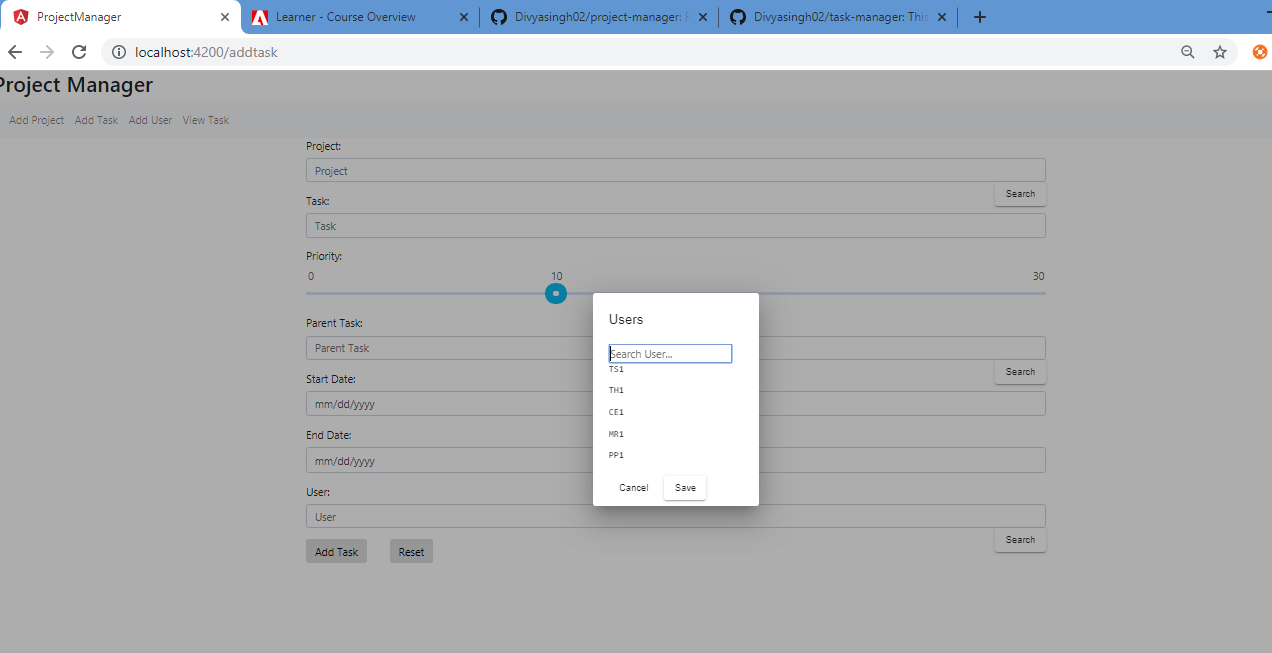 ProjectManager
Learner - Course Overview
Divyasingh02/project-manager:
Divyasingh02/task-manager: This
localhost:4200/addtask
Project Manager
Add Project Add Task Add User View Task
Project:
Project
Search
Task:
Task
Priority:
0 10 30
Parent Task:
Parent Task
Search
Start Date:
mm/dd/yyyy
End Date:
mm/dd/yyyy
User:
User
Search
Add Task Reset
Users
Search User...
TS1
TH1
CE1
MR1
PP1
Cancel Save